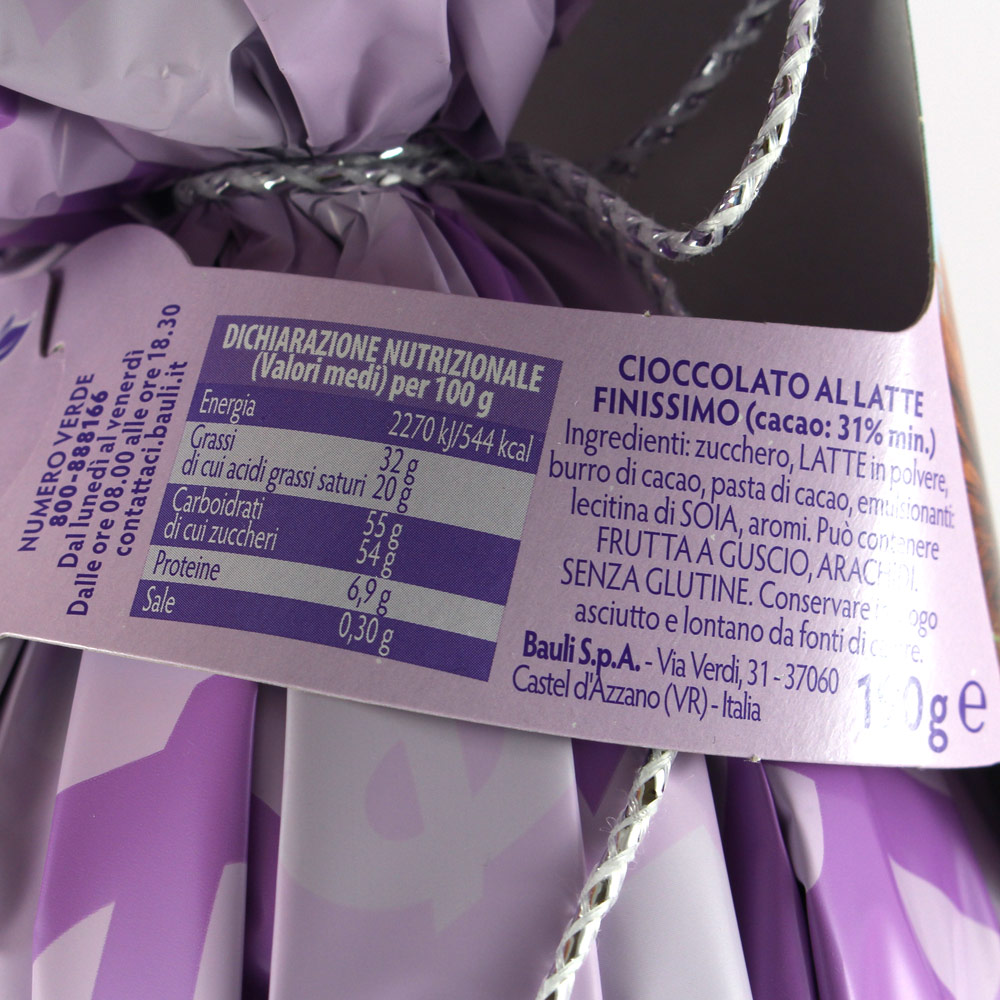 NUMERO VERDE
800-888166
Dal lunedì al venerdì
Dalle ore 08.00 alle ore 18.30
contattaci.bauli.it
DICHIARAZIONE NUTRIZIONALE
(Valori medi) per 100 g
Energia 2270 kJ/544 kcal
Grassi 32 g
di cui acidi grassi saturi 20 g
Carboidrati 55 g
di cui zuccheri 54 g
Proteine 6,9 g
Sale 0,30 g
CIOCCOLATO AL LATTE
FINISSIMO (cacao: 31% min.)
Ingredienti: zucchero, LATTE in polvere,
burro di cacao, pasta di cacao, emulsionanti:
lecitina di SOIA, aromi. Può contenere
FRUTTA A GUSCIO, ARACHIDI.
SENZA GLUTINE. Conservare in
asciutto e lontano da fonti di
Bauli S.p.A. - Via Verdi, 31 - 37060
Castel d'Azzano (VR) - Italia
g e